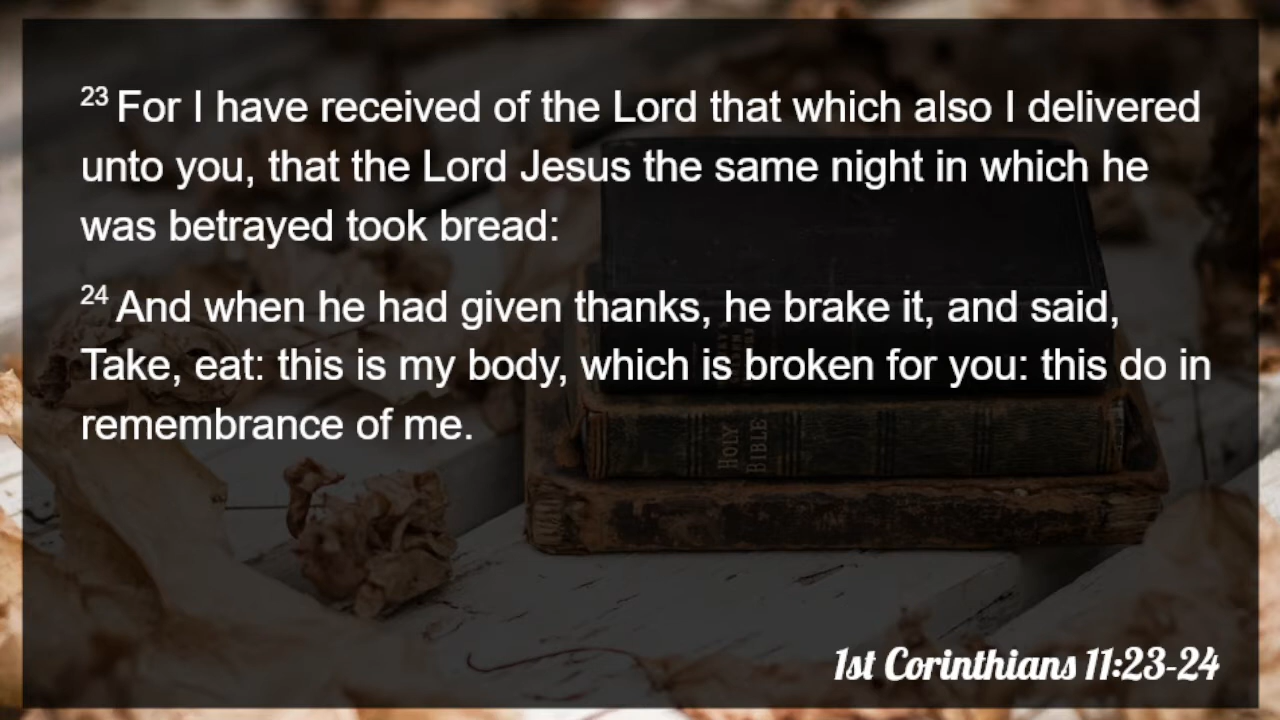 23 For I have received of the Lord that which also I delivered
unto you, that the Lord Jesus the same night in which he
was betrayed took bread:
24 And when he had given thanks, he brake it, and said,
Take, eat: this is my body, which is broken for you: this do in
remembrance of me.
HOLY
BIBLE
1st Corinthians 11:23-24